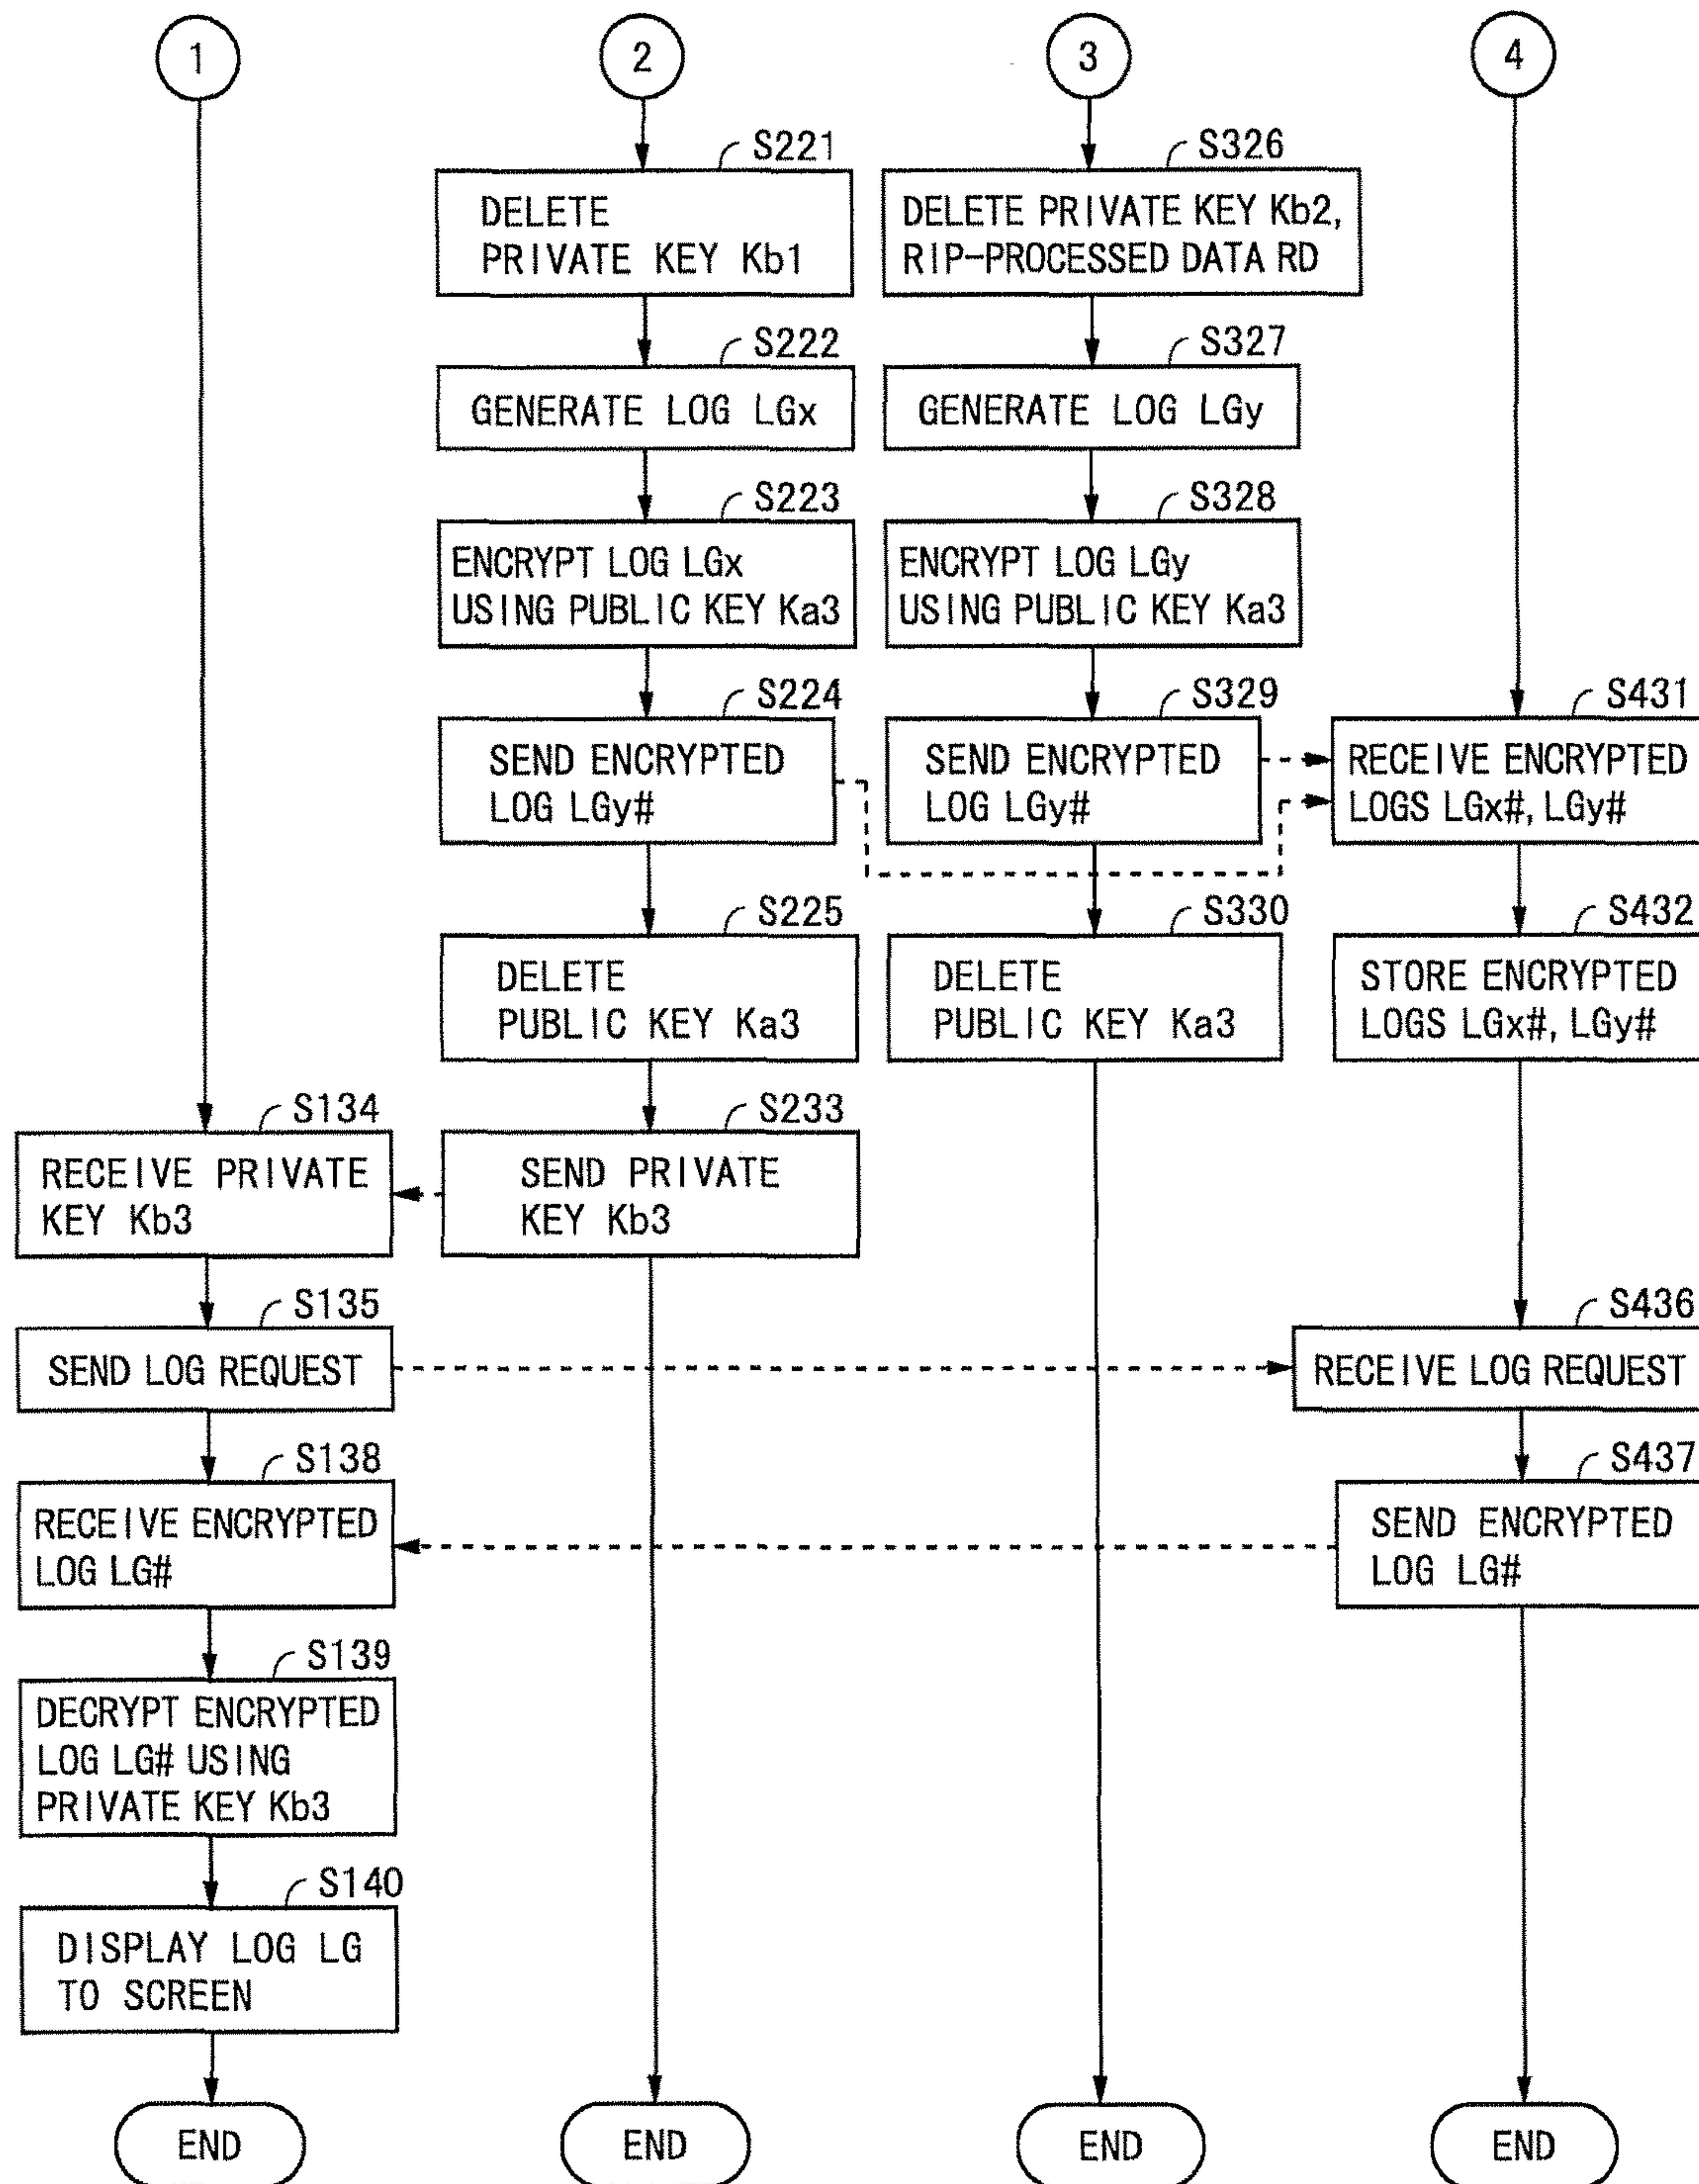 1
2
3
4
S221
DELETE
PRIVATE KEY Kb1
S326
DELETE PRIVATE KEY Kb2,
RIP-PROCESSED DATA RD
S222
GENERATE LOG LGx
S327
GENERATE LOG LGy
S223
ENCRYPT LOG LGx
USING PUBLIC KEY Ka3
S328
ENCRYPT LOG LGy
USING PUBLIC KEY Ka3
S224
SEND ENCRYPTED
LOG LGy#
S329
SEND ENCRYPTED
LOG LGy#
S431
RECEIVE ENCRYPTED
LOGS LGx#, LGy#
S225
DELETE
PUBLIC KEY Ka3
S330
DELETE
PUBLIC KEY Ka3
S432
STORE ENCRYPTED
LOGS LGx#, LGy#
S134
RECEIVE PRIVATE
KEY Kb3
S233
SEND PRIVATE
KEY Kb3
S135
SEND LOG REQUEST
S436
RECEIVE LOG REQUEST
S138
RECEIVE ENCRYPTED
LOG LG#
S437
SEND ENCRYPTED
LOG LG#
S139
DECRYPT ENCRYPTED
LOG LG# USING
PRIVATE KEY Kb3
S140
DISPLAY LOG LG
TO SCREEN
END
END
END
END